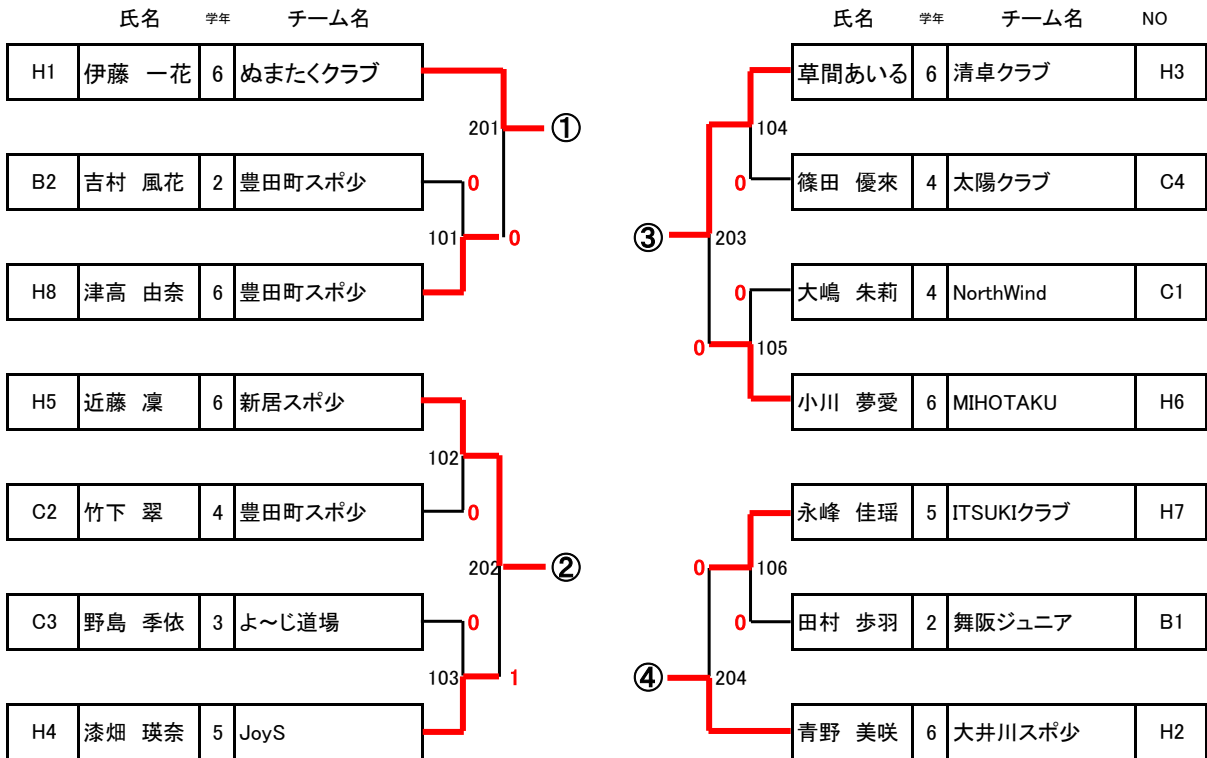 氏名 学年 チーム名
H1 伊藤 一花 6 ぬまたくクラブ
201 ①
B2 吉村 風花 2 豊田町スポ少 0
101 0
H8 津高 由奈 6 豊田町スポ少
H5 近藤 凜 6 新居スポ少
102
C2 竹下 翠 4 豊田町スポ少 0
202 ②
C3 野島 季依 3 よ～じ道場 0
103 1
H4 漆畑 瑛奈 5 JoyS
氏名 学年 チーム名 NO
草間あいる 6 清卓クラブ H3
104
0 篠田 優來 4 太陽クラブ C4
③ 203
0 大嶋 朱莉 4 NorthWind C1
0 105
小川 夢愛 6 MIHOTAKU H6
永峰 佳瑶 5 ITSUKIクラブ H7
0 106
0 田村 歩羽 2 舞阪ジュニア B1
④ 204
青野 美咲 6 大井川スポ少 H2